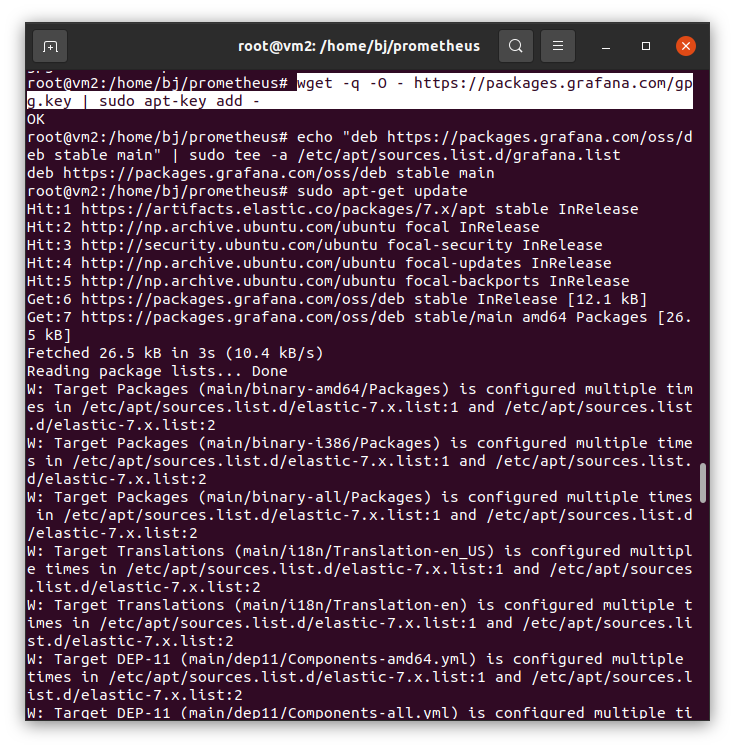 root@vm2: /home/bj/prometheus
root@vm2:/home/bj/prometheus# wget -q -O - https://packages.grafana.com/gp
g.key | sudo apt-key add -
OK
root@vm2:/home/bj/prometheus# echo "deb https://packages.grafana.com/oss/d
eb stable main" | sudo tee -a /etc/apt/sources.list.d/grafana.list
deb https://packages.grafana.com/oss/deb stable main
root@vm2:/home/bj/prometheus# sudo apt-get update
Hit:1 https://artifacts.elastic.co/packages/7.x/apt stable InRelease
Hit:2 http://np.archive.ubuntu.com/ubuntu focal InRelease
Hit:3 http://security.ubuntu.com/ubuntu focal-security InRelease
Hit:4 http://np.archive.ubuntu.com/ubuntu focal-updates InRelease
Hit:5 http://np.archive.ubuntu.com/ubuntu focal-backports InRelease
Get:6 https://packages.grafana.com/oss/deb stable InRelease [12.1 kB]
Get:7 https://packages.grafana.com/oss/deb stable/main amd64 Packages [26.
5 kB]
Fetched 26.5 kB in 3s (10.4 kB/s)
Reading package lists... Done
W: Target Packages (main/binary-amd64/Packages) is configured multiple tim
es in /etc/apt/sources.list.d/elastic-7.x.list:1 and /etc/apt/sources.list
.d/elastic-7.x.list:2
W: Target Packages (main/binary-i386/Packages) is configured multiple time
s in /etc/apt/sources.list.d/elastic-7.x.list:1 and /etc/apt/sources.list.
d/elastic-7.x.list:2
W: Target Packages (main/binary-all/Packages) is configured multiple times
 in /etc/apt/sources.list.d/elastic-7.x.list:1 and /etc/apt/sources.list.d
/elastic-7.x.list:2
W: Target Translations (main/i18n/Translation-en_US) is configured multipl
e times in /etc/apt/sources.list.d/elastic-7.x.list:1 and /etc/apt/sources
.list.d/elastic-7.x.list:2
W: Target Translations (main/i18n/Translation-en) is configured multiple t
imes in /etc/apt/sources.list.d/elastic-7.x.list:1 and /etc/apt/sources.li
st.d/elastic-7.x.list:2
W: Target DEP-11 (main/dep11/Components-amd64.yml) is configured multiple
times in /etc/apt/sources.list.d/elastic-7.x.list:1 and /etc/apt/sources.l
ist.d/elastic-7.x.list:2
W: Target DEP-11 (main/dep11/Components-all.yml) is configured multiple ti